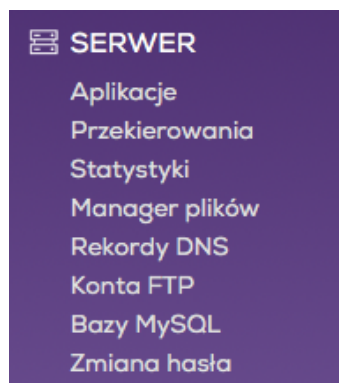 SERWER
Aplikacje
Przekierowania
Statystyki
Manager plików
Rekordy DNS
Konta FTP
Bazy MySQL
Zmiana hasła